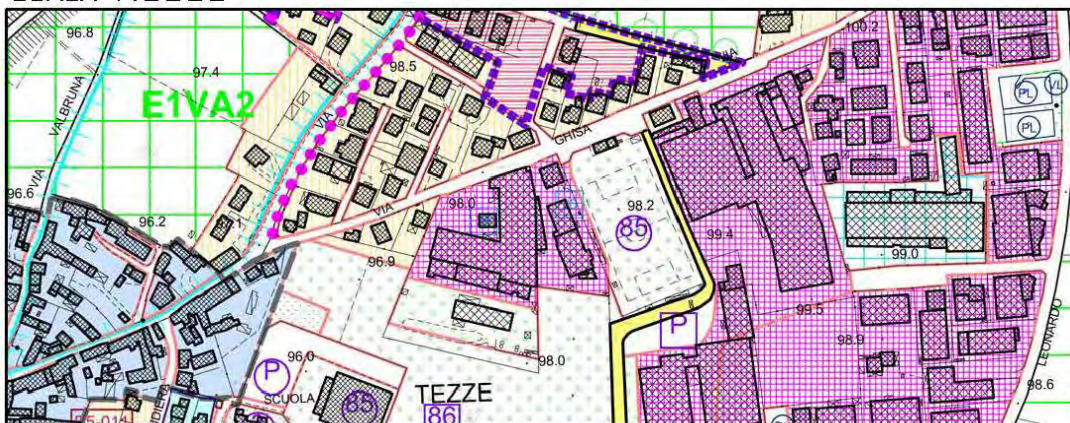 96.8
97.4
98.5
100.2
VIA
E1VA2
VIA
VALBRUNA
VIA
GHISA
PL
VL
PL
96.6
96.2
VIA
98.0
98.2
85
99.4
99.0
96.9
99.5
P
98.9
LEONARDO
96.0
98.0
98.6
P
SCUOLA
85
TEZZE
86